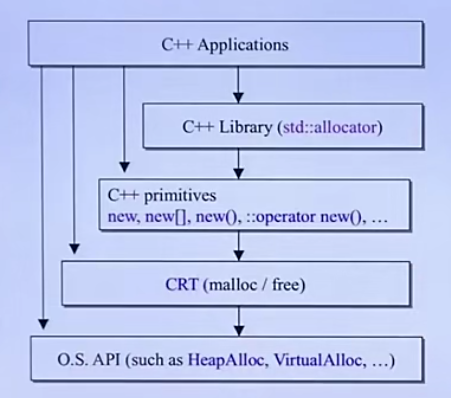 C++ Applications
C++ Library (std::allocator)
C++ primitives
new, new[], new(), ::operator new(), ...
CRT (malloc / free)
O.S. API (such as HeapAlloc, VirtualAlloc, ...)